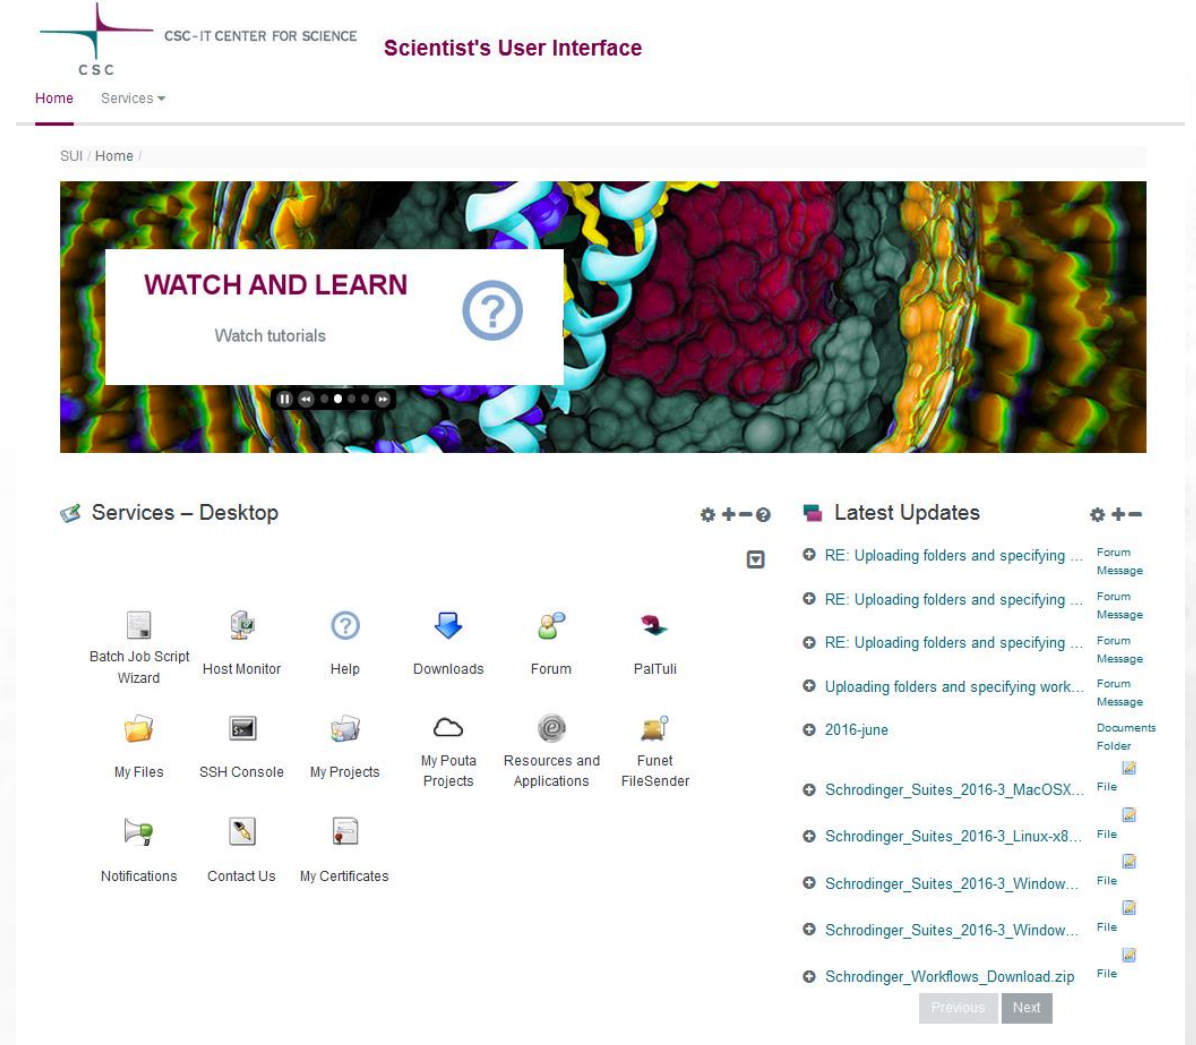 CSC-IT CENTER FOR SCIENCE
Scientist's User Interface
CSC
Home Services
SUI / Home /
WATCH AND LEARN
Watch tutorials
Services – Desktop
Batch Job Script
Wizard
Host Monitor
Help
Downloads
Forum
PalTuli
My Files
SSH Console
My Projects
My Pouta
Projects
Resources and
Applications
Funet
FileSender
Notifications
Contact Us
My Certificates
Latest Updates
RE: Uploading folders and specifying ...
Forum
Message
RE: Uploading folders and specifying ...
Forum
Message
RE: Uploading folders and specifying ...
Forum
Message
Uploading folders and specifying work...
Forum
Message
2016-june
Documents
Folder
Schrodinger_Suites_2016-3_MacOSX...
File
Schrodinger_Suites_2016-3_Linux-x8...
File
Schrodinger_Suites_2016-3_Window...
File
Schrodinger_Suites_2016-3_Window...
File
Schrodinger_Workflows_Download.zip
File
Previous Next